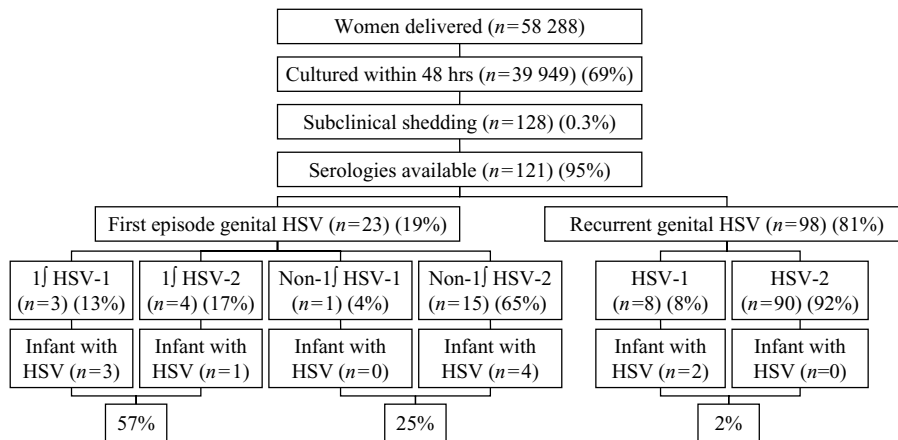 Women delivered (n=58 288)
Cultured within 48 hrs (n=39 949) (69%)
Subclinical shedding (n=128) (0.3%)
Serologies available (n=121) (95%)
First episode genital HSV (n=23) (19%)
Recurrent genital HSV (n=98) (81%)
1∫ HSV-1
(n=3) (13%)
1∫ HSV-2
(n=4) (17%)
Non-1∫ HSV-1
(n=1) (4%)
Non-1∫ HSV-2
(n=15) (65%)
HSV-1
(n=8) (8%)
HSV-2
(n=90) (92%)
Infant with
HSV (n=3)
Infant with
HSV (n=1)
Infant with
HSV (n=0)
Infant with
HSV (n=4)
Infant with
HSV (n=2)
Infant with
HSV (n=0)
57%
25%
2%